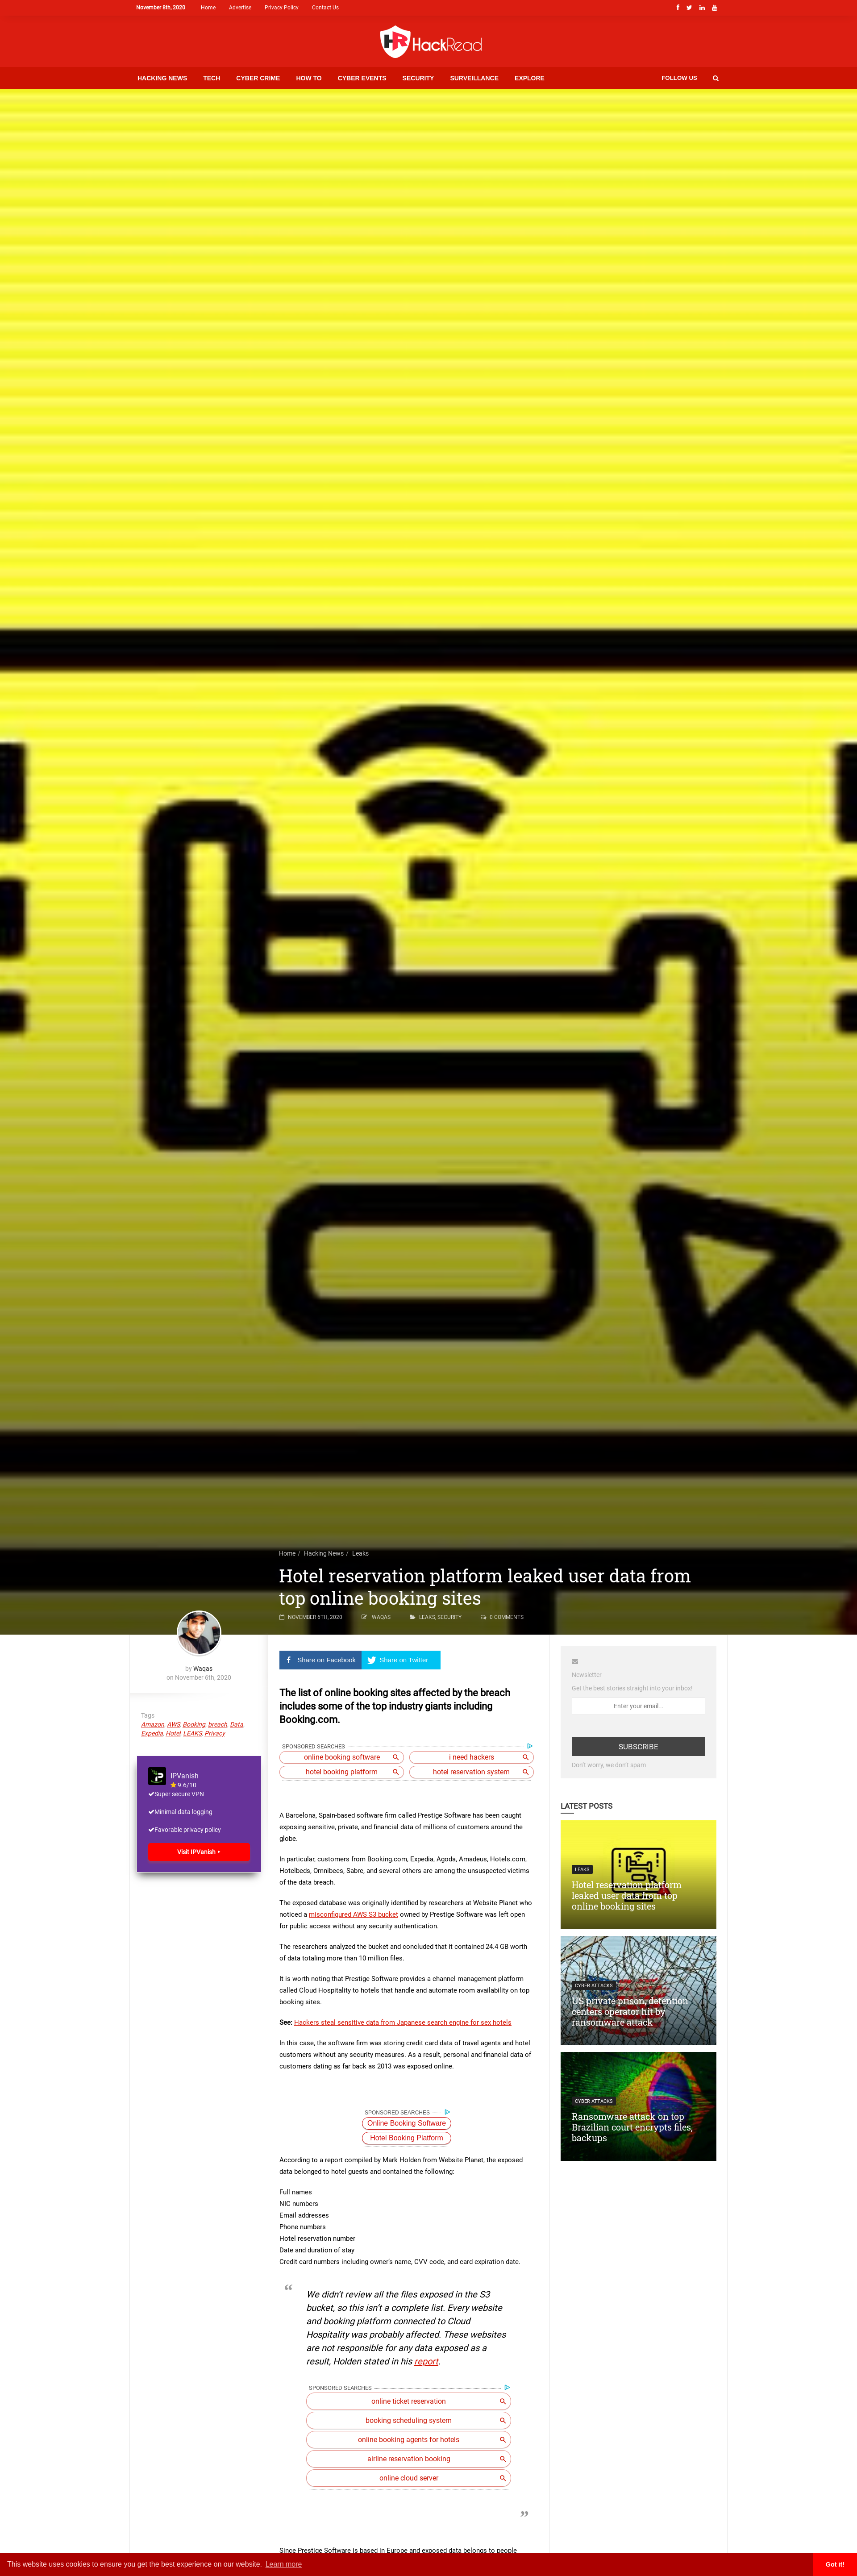 November 8th, 2020 Home Advertise Privacy Policy Contact Us
HR HackRead
HACKING NEWS TECH CYBER CRIME HOW TO CYBER EVENTS SECURITY SURVEILLANCE EXPLORE FOLLOW US
Home / Hacking News / Leaks
Hotel reservation platform leaked user data from
top online booking sites
NOVEMBER 6TH, 2020 WAQAS LEAKS, SECURITY 0 COMMENTS
by Waqas
on November 6th, 2020
Tags
Amazon, AWS, Booking, breach, Data,
Expedia, Hotel, LEAKS, Privacy
IPVanish
9.6/10
Super secure VPN
Minimal data logging
Favorable privacy policy
Visit IPVanish
Share on Facebook Share on Twitter
The list of online booking sites affected by the breach
includes some of the top industry giants including
Booking.com.
SPONSORED SEARCHES
online booking software i need hackers
hotel booking platform hotel reservation system
A Barcelona, Spain-based software firm called Prestige Software has been caught
exposing sensitive, private, and financial data of millions of customers around the
globe.
In particular, customers from Booking.com, Expedia, Agoda, Amadeus, Hotels.com,
Hotelbeds, Omnibees, Sabre, and several others are among the unsuspected victims
of the data breach.
The exposed database was originally identified by researchers at Website Planet who
noticed a misconfigured AWS S3 bucket owned by Prestige Software was left open
for public access without any security authentication.
The researchers analyzed the bucket and concluded that it contained 24.4 GB worth
of data totaling more than 10 million files.
It is worth noting that Prestige Software provides a channel management platform
called Cloud Hospitality to hotels that handle and automate room availability on top
booking sites.
See: Hackers steal sensitive data from Japanese search engine for sex hotels
In this case, the software firm was storing credit card data of travel agents and hotel
customers without any security measures. As a result, personal and financial data of
customers dating as far back as 2013 was exposed online.
SPONSORED SEARCHES
Online Booking Software
Hotel Booking Platform
According to a report compiled by Mark Holden from Website Planet, the exposed
data belonged to hotel guests and contained the following:
Full names
NIC numbers
Email addresses
Phone numbers
Hotel reservation number
Date and duration of stay
Credit card numbers including owner's name, CVV code, and card expiration date.
“
We didn't review all the files exposed in the S3
bucket, so this isn't a complete list. Every website
and booking platform connected to Cloud
Hospitality was probably affected. These websites
are not responsible for any data exposed as a
result, Holden stated in his report.
SPONSORED SEARCHES
online ticket reservation
booking scheduling system
online booking agents for hotels
airline reservation booking
online cloud server
”
Since Prestige Software is based in Europe and exposed data belongs to people
Newsletter
Get the best stories straight into your inbox!
Enter your email...
SUBSCRIBE
Don't worry, we don't spam
LATEST POSTS
LEAKS
Hotel reservation platform
leaked user data from top
online booking sites
CYBER ATTACKS
US private prison, detention
centers operator hit by
ransomware attack
CYBER ATTACKS
Ransomware attack on top
Brazilian court encrypts files,
backups
This website uses cookies to ensure you get the best experience on our website. Learn more Got it!